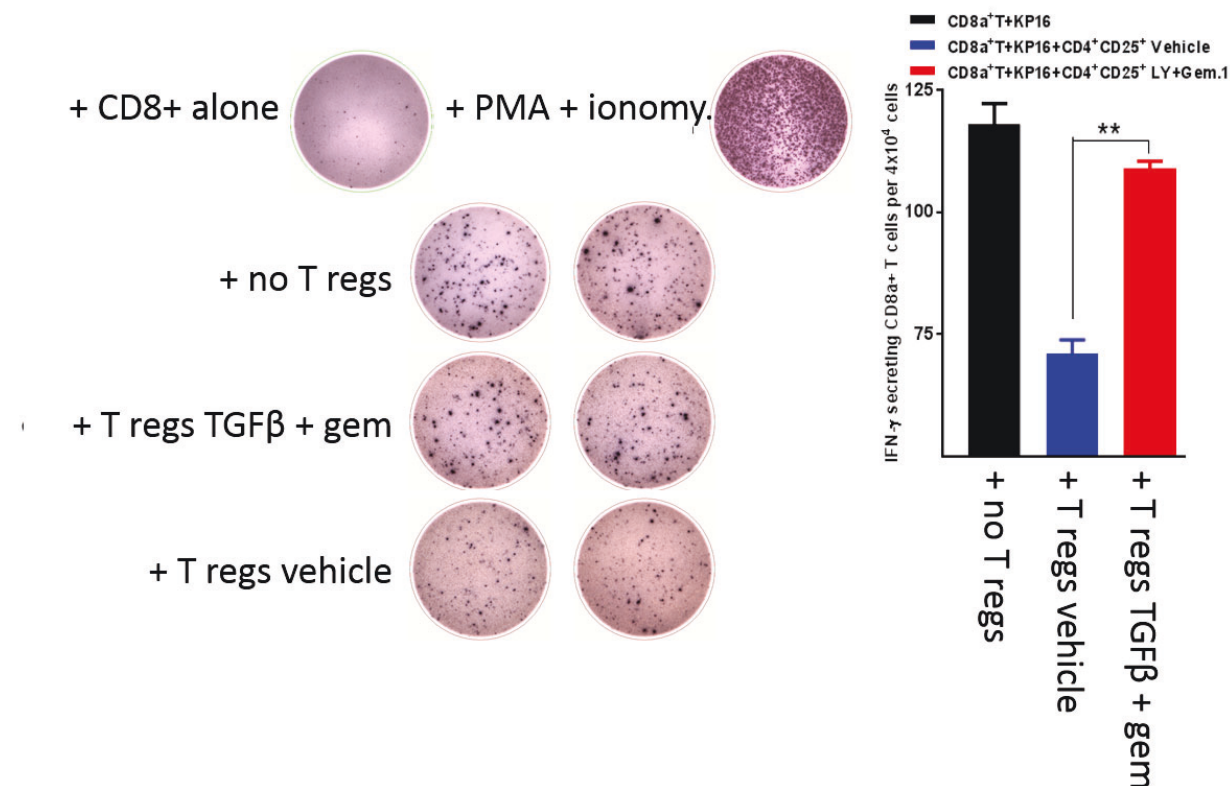 + CD8+ alone
+ PMA + ionomy.
+ no T regs
+ T regs TGFβ + gem
+ T regs vehicle
CD8a⁺T+KP16
CD8a⁺T+KP16+CD4⁺CD25⁺ Vehicle
CD8a⁺T+KP16+CD4⁺CD25⁺ LY+Gem.1
IFN-γ secreting CD8a+ T cells per 4x10⁴ cells
125
100
75
**
+ no T regs
+ T regs vehicle
+ T regs TGFβ + gem